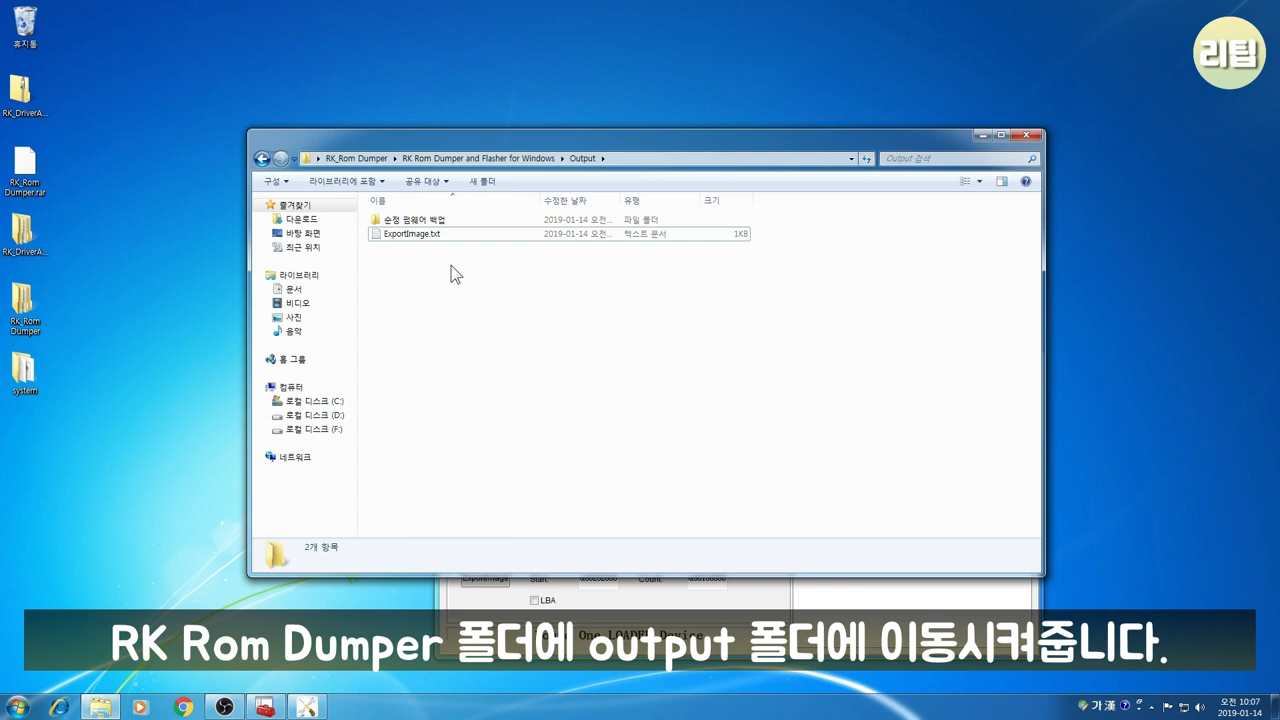 휴지통
리팁
RK_DriverA...
RK_Rom
Dumper.rar
RK_DriverA...
RK_Rom
Dumper
system
RK_Rom Dumper
RK Rom Dumper and Flasher for Windows
Output
Output 검색
구성
라이브러리에 포함
공유 대상
새 폴더
이름
수정한 날짜
유형
크기
즐겨찾기
다운로드
바탕 화면
최근 위치
라이브러리
문서
비디오
사진
음악
홈 그룹
컴퓨터
로컬 디스크 (C:)
로컬 디스크 (D:)
로컬 디스크 (F:)
네트워크
순정 펌웨어 백업
2019-01-14 오전...
파일 폴더
ExportImage.txt
2019-01-14 오전...
텍스트 문서
1KB
2개 항목
ExportImage
Start:
Count:
LBA
One LOADER Device
RK Rom Dumper 폴더에 output 폴더에 이동시켜줍니다.
가 漢
오전 10:07
2019-01-14